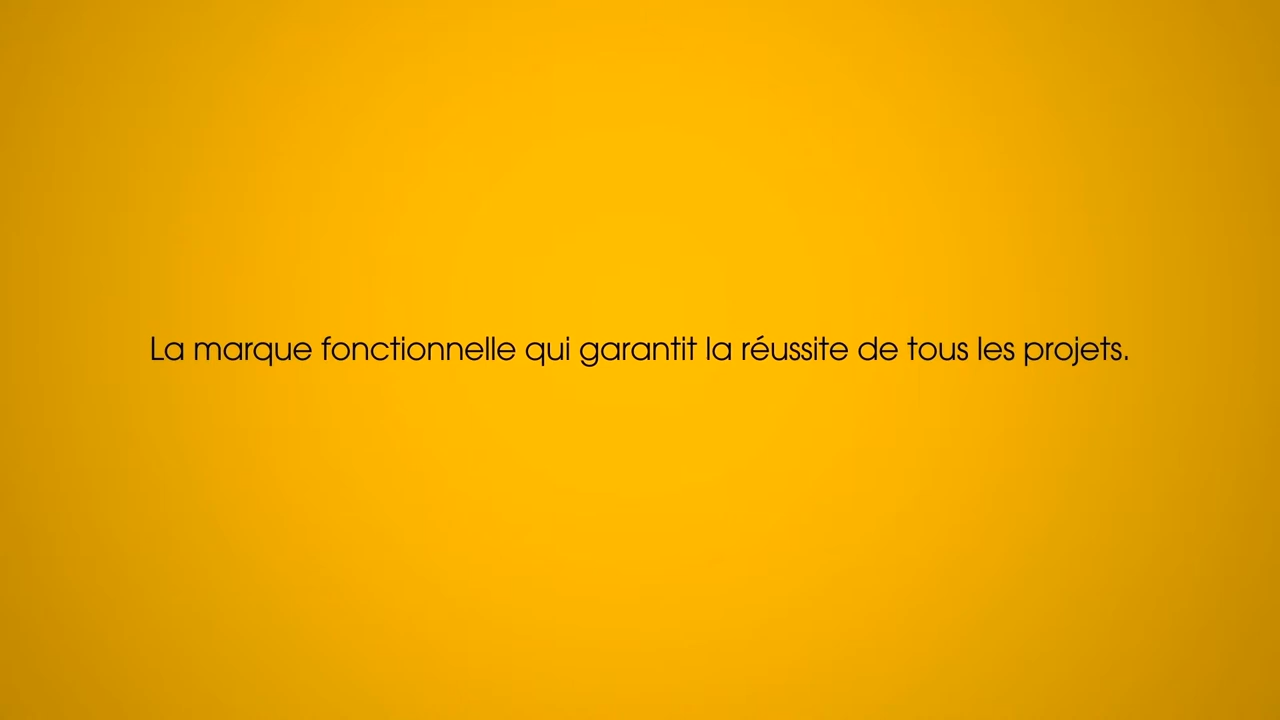 La marque fonctionnelle qui garantit la réussite de tous les projets.